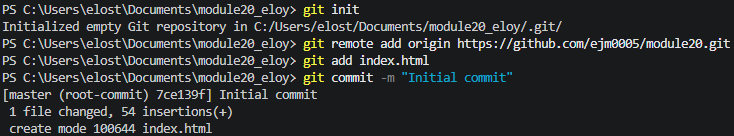 PS C:\Users\elost\Documents\module20_eloy> git init
Initialized empty Git repository in C:/Users/elost/Documents/module20_eloy/.git/
PS C:\Users\elost\Documents\module20_eloy> git remote add origin https://github.com/ejm0005/module20.git
PS C:\Users\elost\Documents\module20_eloy> git add index.html
PS C:\Users\elost\Documents\module20_eloy> git commit -m "Initial commit"
[master (root-commit) 7ce139f] Initial commit
 1 file changed, 54 insertions(+)
 create mode 100644 index.html